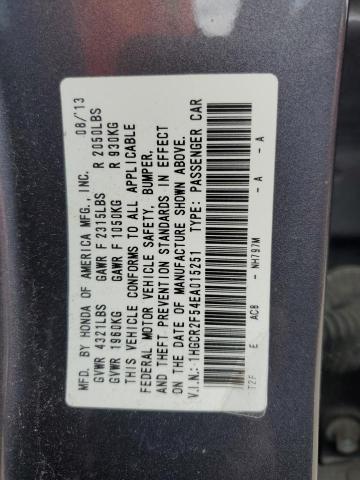 MFD. BY HONDA OF AMERICA MFG., INC. 08/13
GVWR 4321LBS GAWR F 2315LBS R 2050LBS
GVWR 1960KG GAWR F 1050KG R 930KG
THIS VEHICLE CONFORMS TO ALL APPLICABLE
FEDERAL MOTOR VEHICLE SAFETY, BUMPER,
AND THEFT PREVENTION STANDARDS IN EFFECT
ON THE DATE OF MANUFACTURE SHOWN ABOVE.
V.I.N.: 1HGCR2F54EA015251 TYPE: PASSENGER CAR
T2F E AC8 - NH797M - A - A